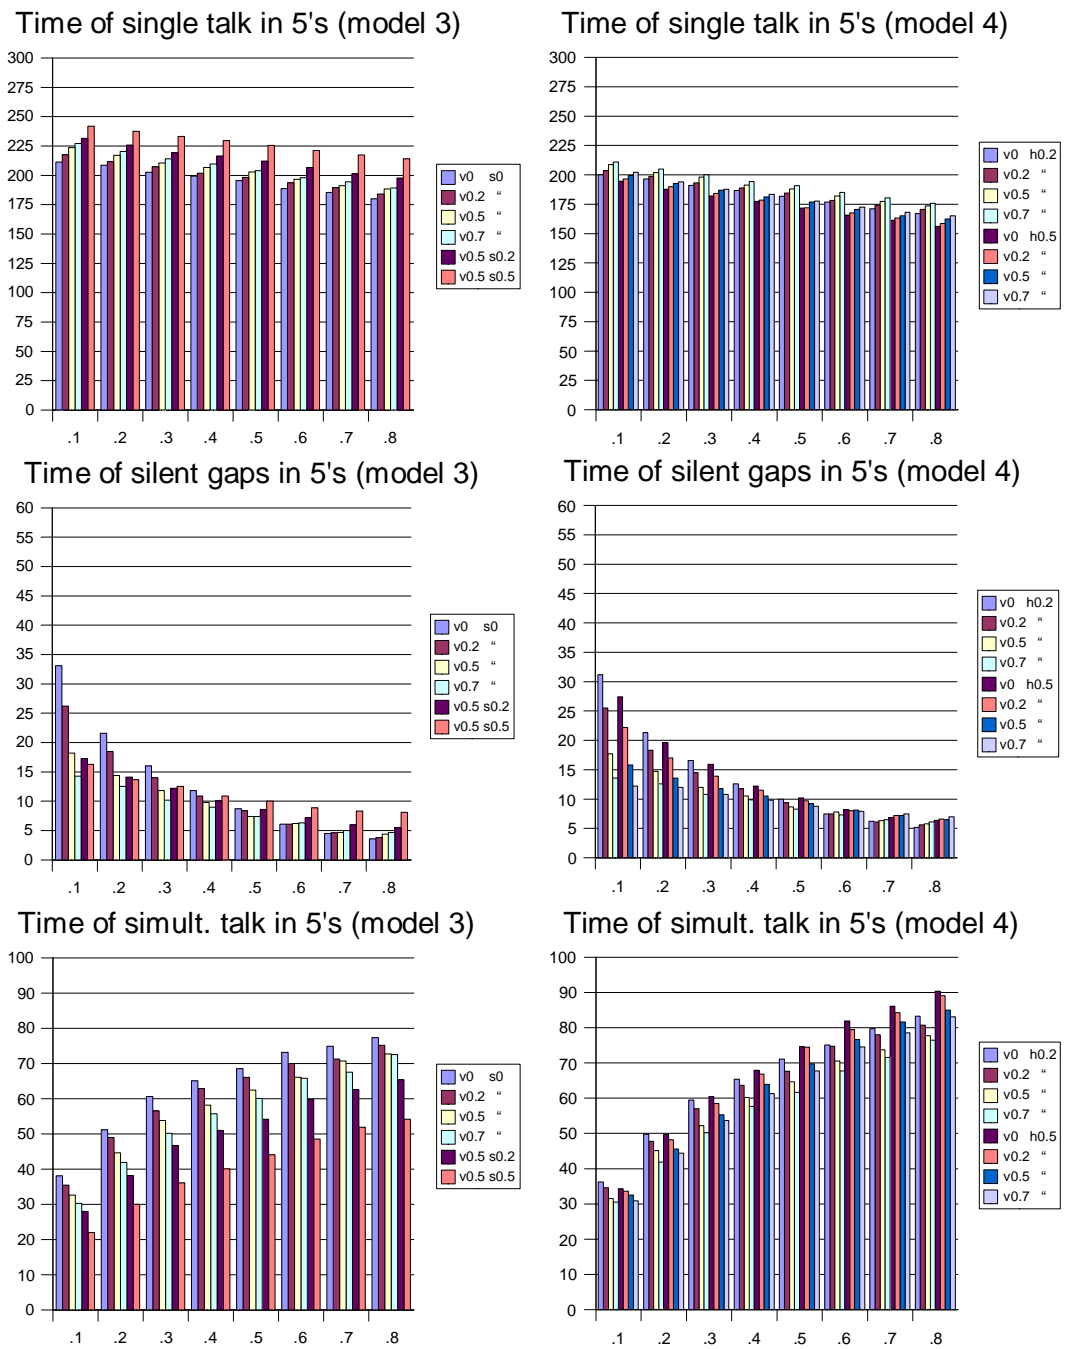 Time of single talk in 5's (model 3)
300
275
250
225
200
175
150
125
100
75
50
25
0
.1 .2 .3 .4 .5 .6 .7 .8
v0 s0
v0.2 “
v0.5 “
v0.7 “
v0.5 s0.2
v0.5 s0.5
Time of single talk in 5's (model 4)
300
275
250
225
200
175
150
125
100
75
50
25
0
.1 .2 .3 .4 .5 .6 .7 .8
v0 h0.2
v0.2 “
v0.5 “
v0.7 “
v0 h0.5
v0.2 “
v0.5 “
v0.7 “
Time of silent gaps in 5's (model 3)
60
55
50
45
40
35
30
25
20
15
10
5
0
.1 .2 .3 .4 .5 .6 .7 .8
v0 s0
v0.2 “
v0.5 “
v0.7 “
v0.5 s0.2
v0.5 s0.5
Time of silent gaps in 5's (model 4)
60
55
50
45
40
35
30
25
20
15
10
5
0
.1 .2 .3 .4 .5 .6 .7 .8
v0 h0.2
v0.2 “
v0.5 “
v0.7 “
v0 h0.5
v0.2 “
v0.5 “
v0.7 “
Time of simult. talk in 5's (model 3)
100
90
80
70
60
50
40
30
20
10
0
.1 .2 .3 .4 .5 .6 .7 .8
v0 s0
v0.2 “
v0.5 “
v0.7 “
v0.5 s0.2
v0.5 s0.5
Time of simult. talk in 5's (model 4)
100
90
80
70
60
50
40
30
20
10
0
.1 .2 .3 .4 .5 .6 .7 .8
v0 h0.2
v0.2 “
v0.5 “
v0.7 “
v0 h0.5
v0.2 “
v0.5 “
v0.7 “